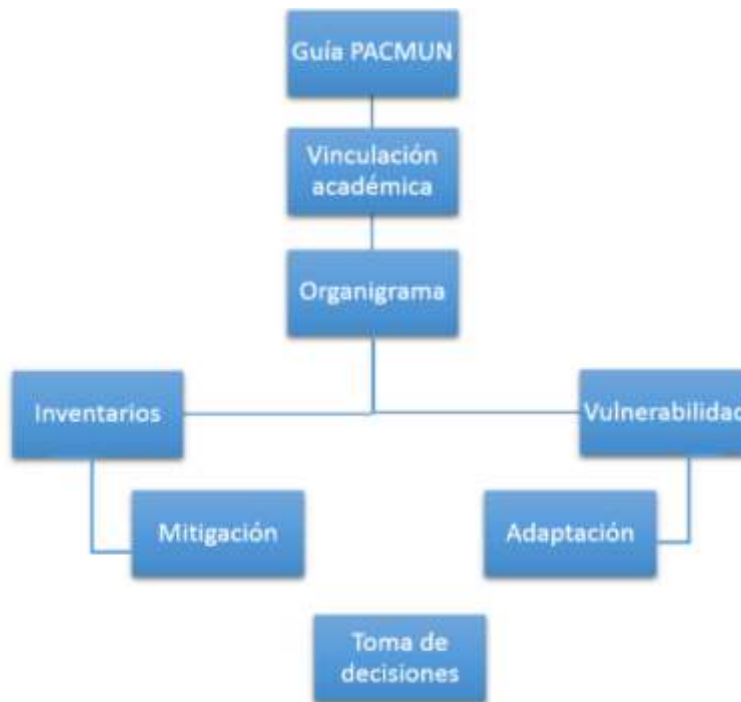 Guía PACMUN
Vinculación
académica
Organigrama
Inventarios
Vulnerabilidad
Mitigación
Adaptación
Toma de
decisiones